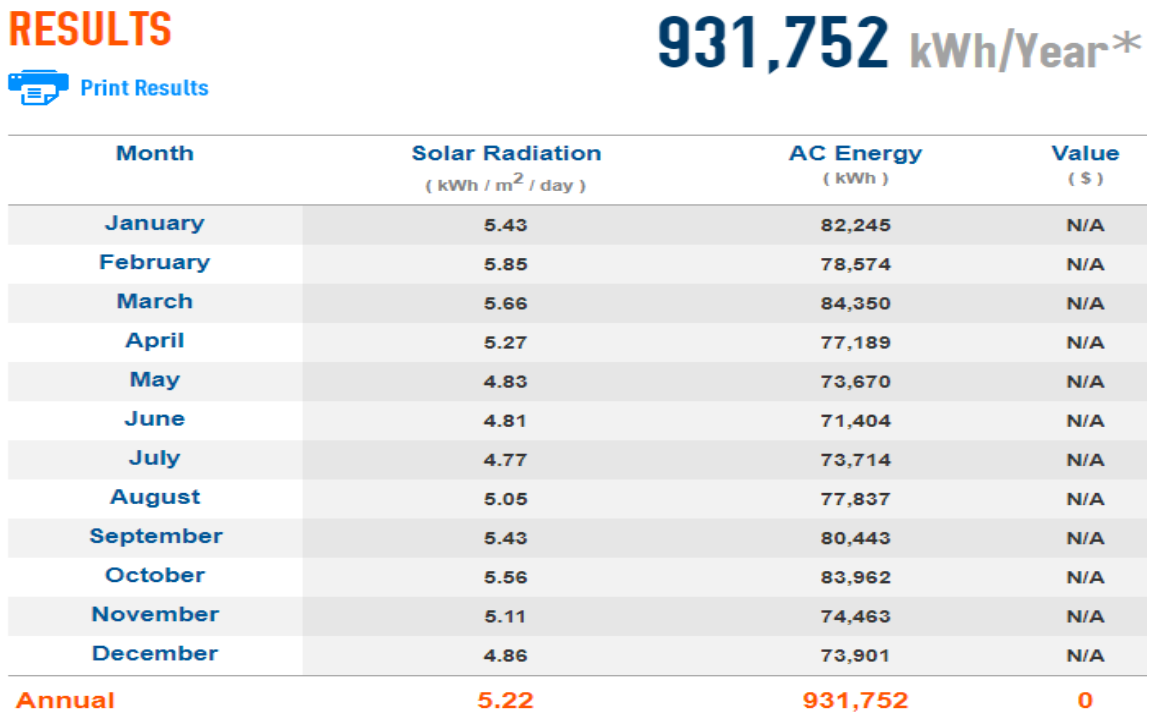 RESULTS
931,752 kWh/Year*
Print Results
Month Solar Radiation AC Energy Value
( kWh / m2 / day ) ( kWh ) ( $ )
January 5.43 82,245 N/A
February 5.85 78,574 N/A
March 5.66 84,350 N/A
April 5.27 77,189 N/A
May 4.83 73,670 N/A
June 4.81 71,404 N/A
July 4.77 73,714 N/A
August 5.05 77,837 N/A
September 5.43 80,443 N/A
October 5.56 83,962 N/A
November 5.11 74,463 N/A
December 4.86 73,901 N/A
Annual 5.22 931,752 0